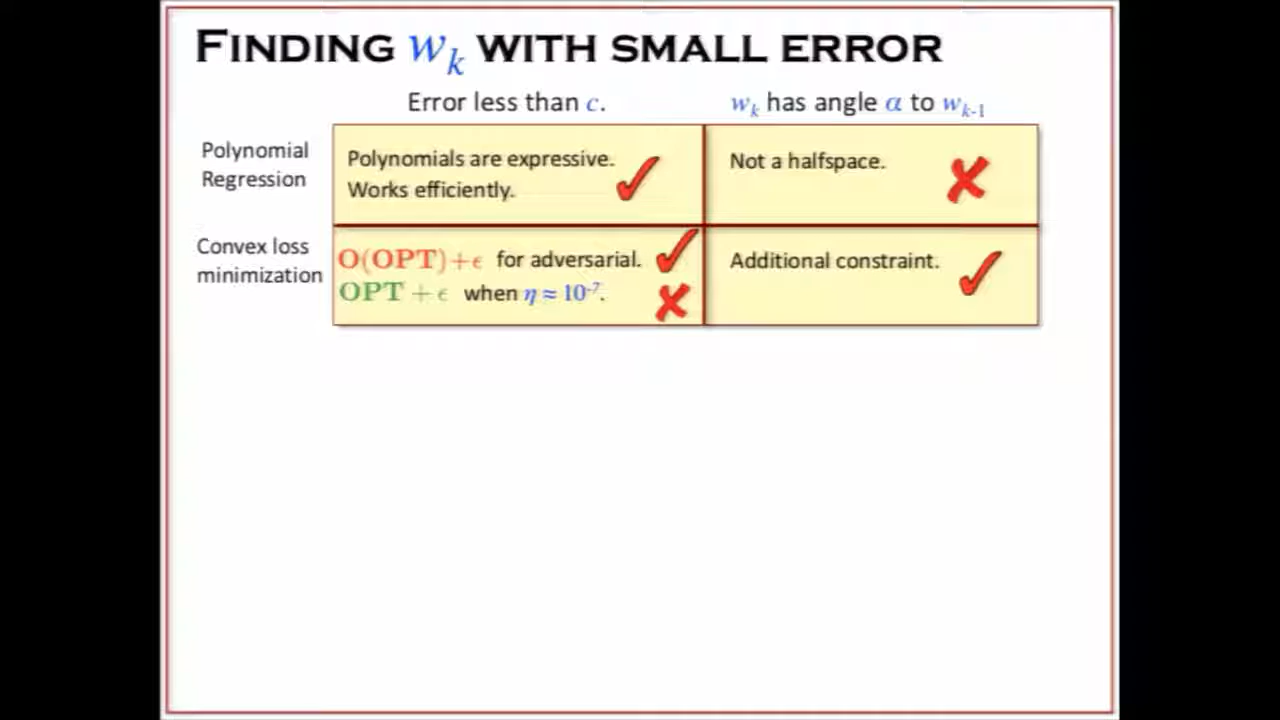 FINDING w_k WITH SMALL ERROR
Error less than c.
w_k has angle α to w_{k-1}
Polynomial
Regression
Polynomials are expressive.
Works efficiently.
Not a halfspace.
Convex loss
minimization
O(OPT)+ϵ for adversarial.
OPT + ϵ when η ≈ 10⁻⁷.
Additional constraint.